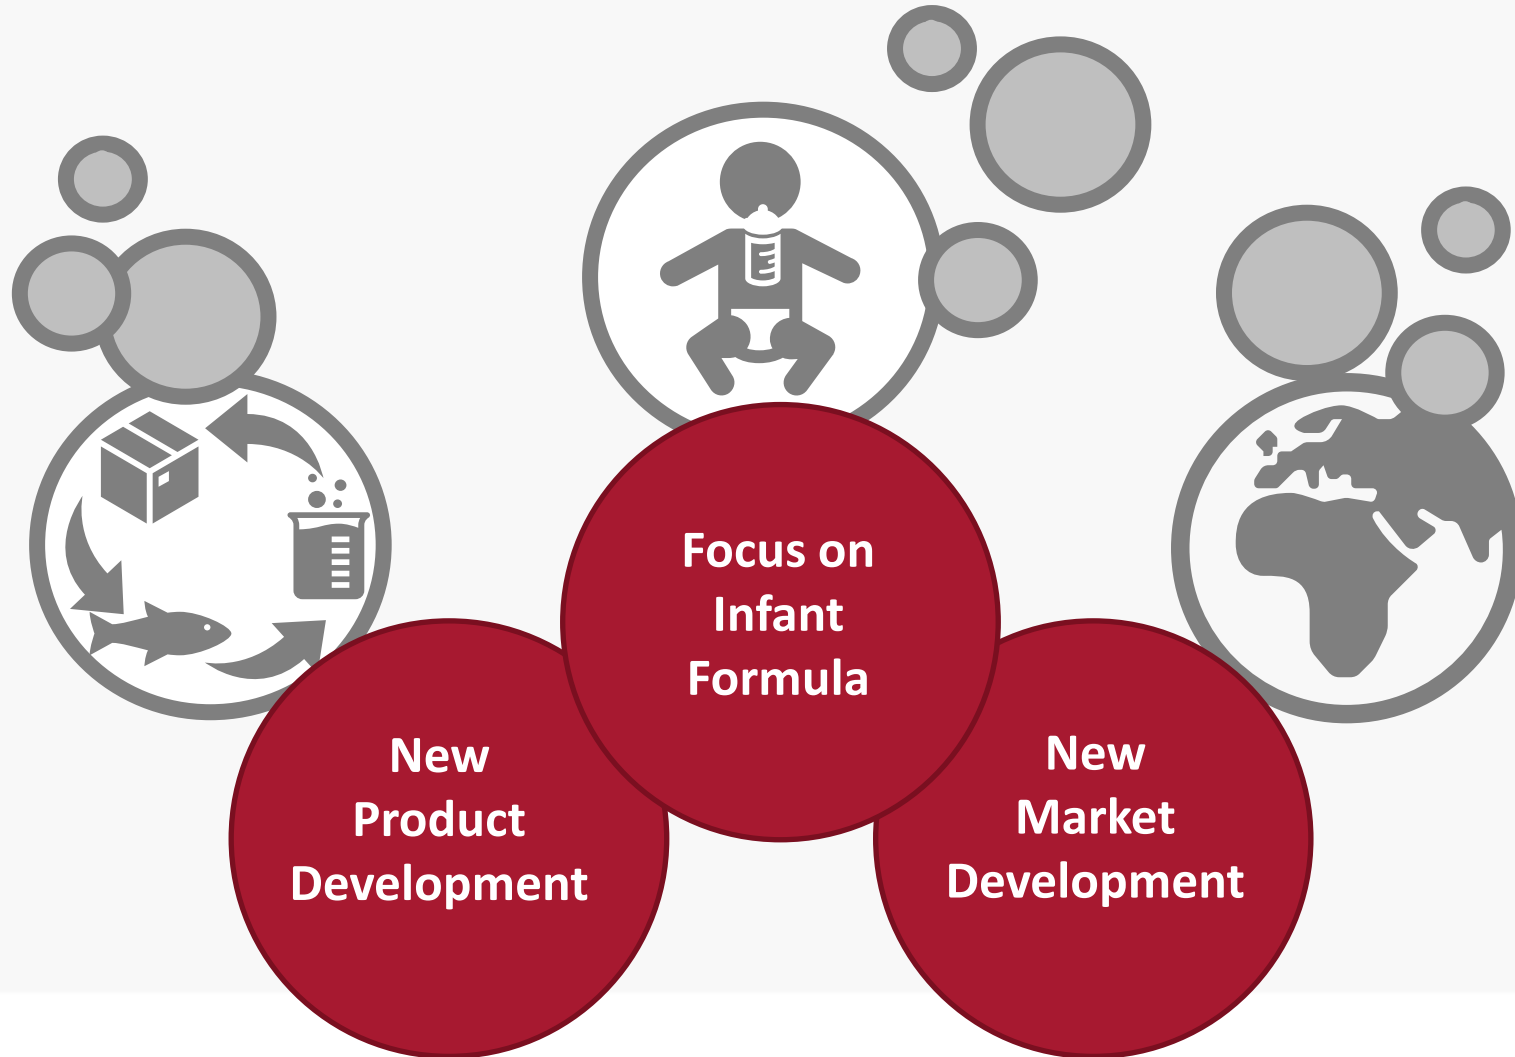 New
Product
Development
Focus on
Infant
Formula
New
Market
Development